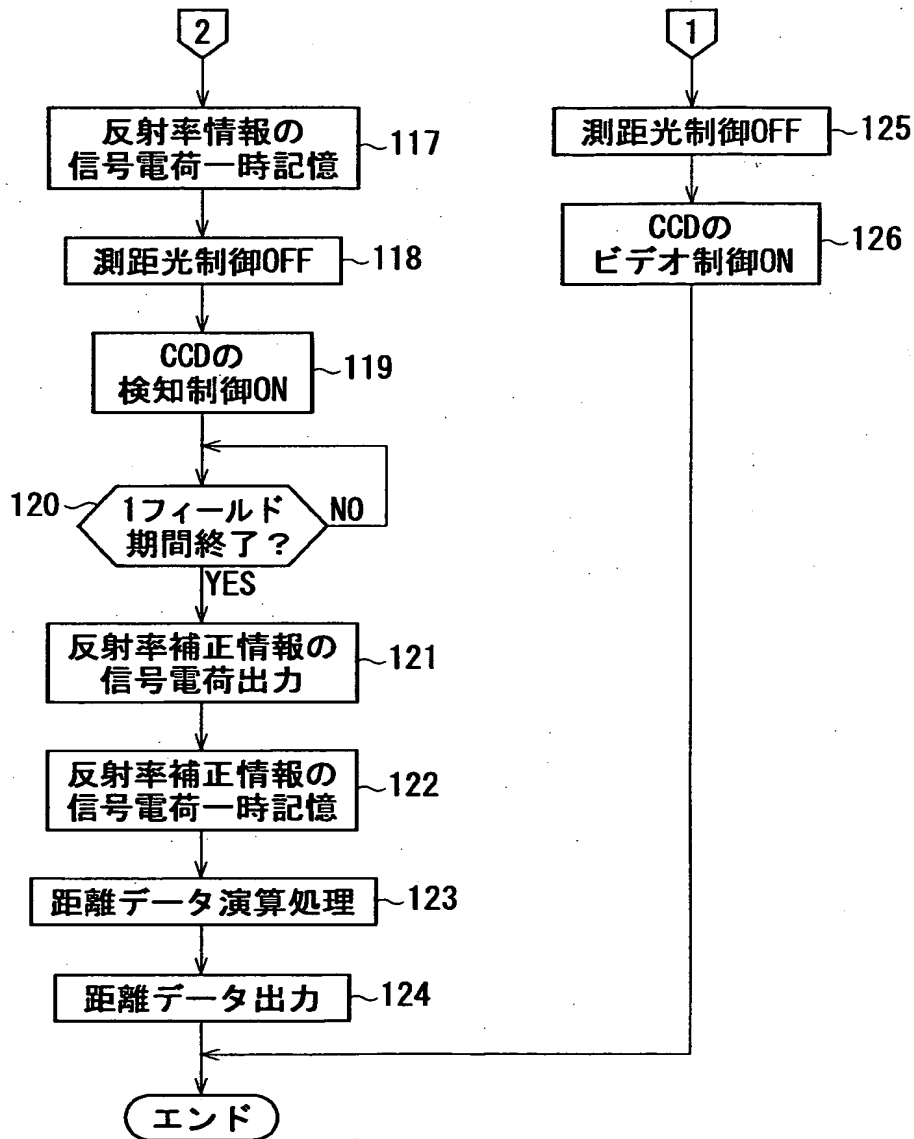 2
反射率情報の
信号電荷一時記憶
117
測距光制御OFF
118
CCDの
検知制御ON
119
120
1フィールド
期間終了?
NO
YES
反射率補正情報の
信号電荷出力
121
反射率補正情報の
信号電荷一時記憶
122
距離データ演算処理
123
距離データ出力
124
エンド
1
測距光制御OFF
125
CCDの
ビデオ制御ON
126